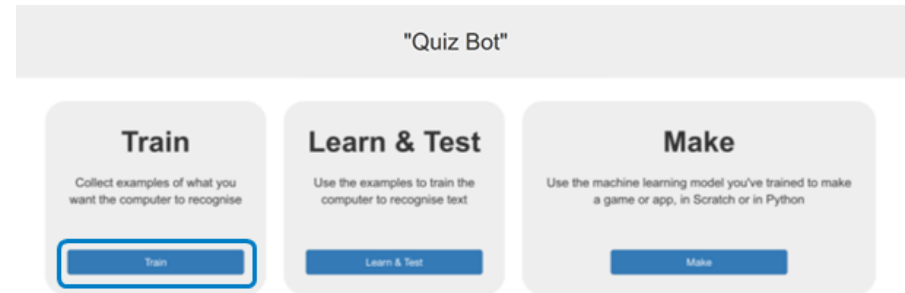 "Quiz Bot"
Train
Collect examples of what you
want the computer to recognise
Train
Learn & Test
Use the examples to train the
computer to recognise text
Learn & Test
Make
Use the machine learning model you've trained to make
a game or app, in Scratch or in Python
Make